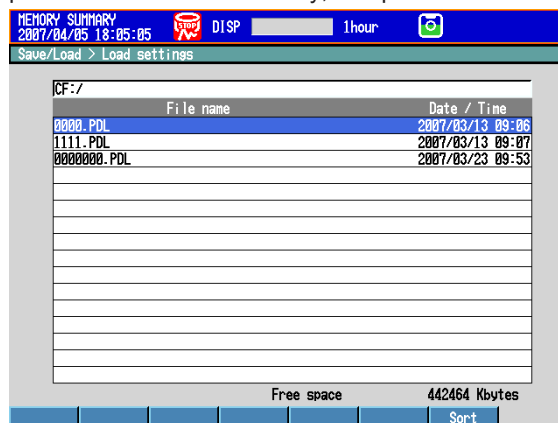 MEMORY SUMMARY
2007/04/05 18:05:05 STOP DISP 1hour
Save/Load > Load settings
CF:/
File name Date / Time
0000.PDL 2007/03/13 09:06
1111.PDL 2007/03/13 09:07
0000000.PDL 2007/03/23 09:53
Free space 442464 Kbytes
Sort